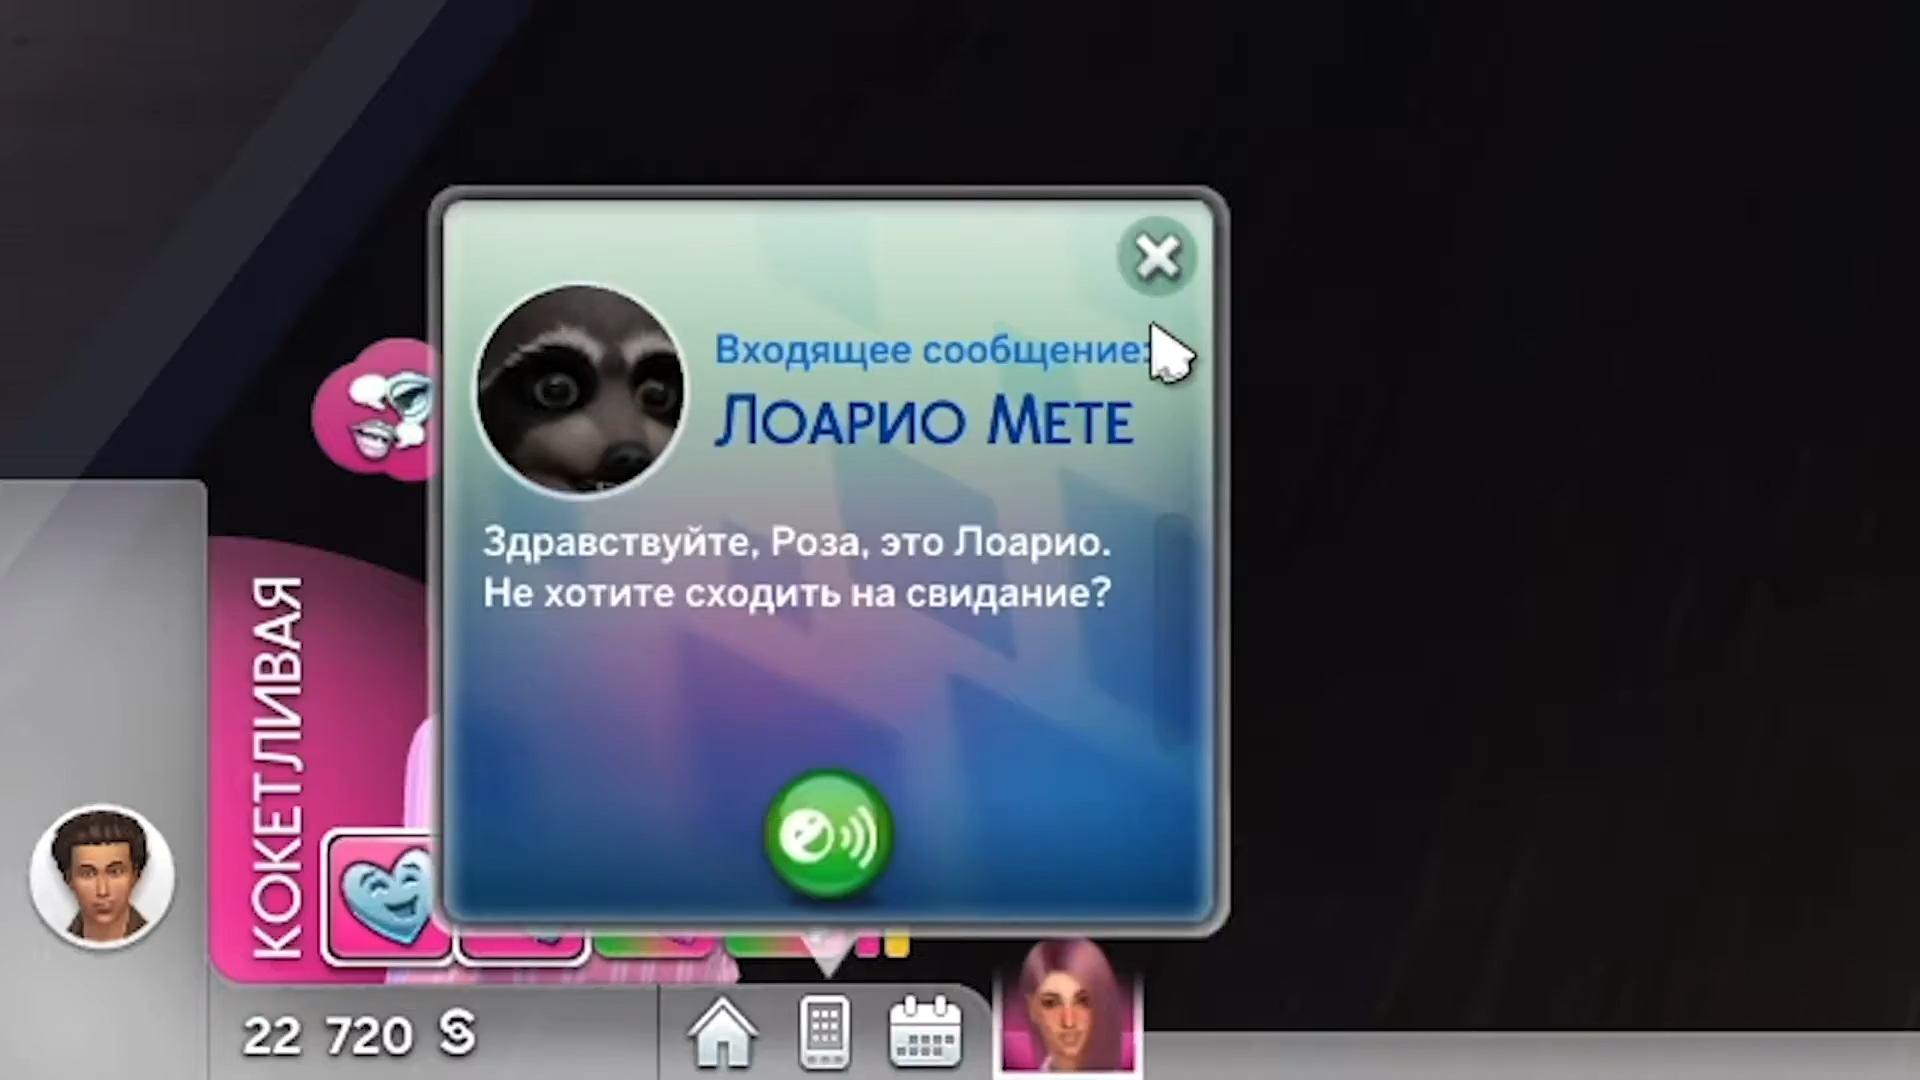 Входящее сообщение:
Лоарио Мете
Здравствуйте, Роза, это Лоарио.
Не хотите сходить на свидание?
КОКЕТЛИВАЯ
22 720